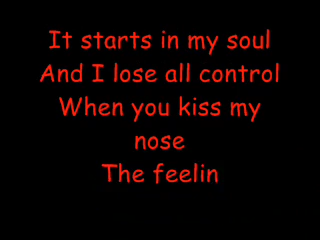 It starts in my soul
And I lose all control
When you kiss my
nose
The feelin